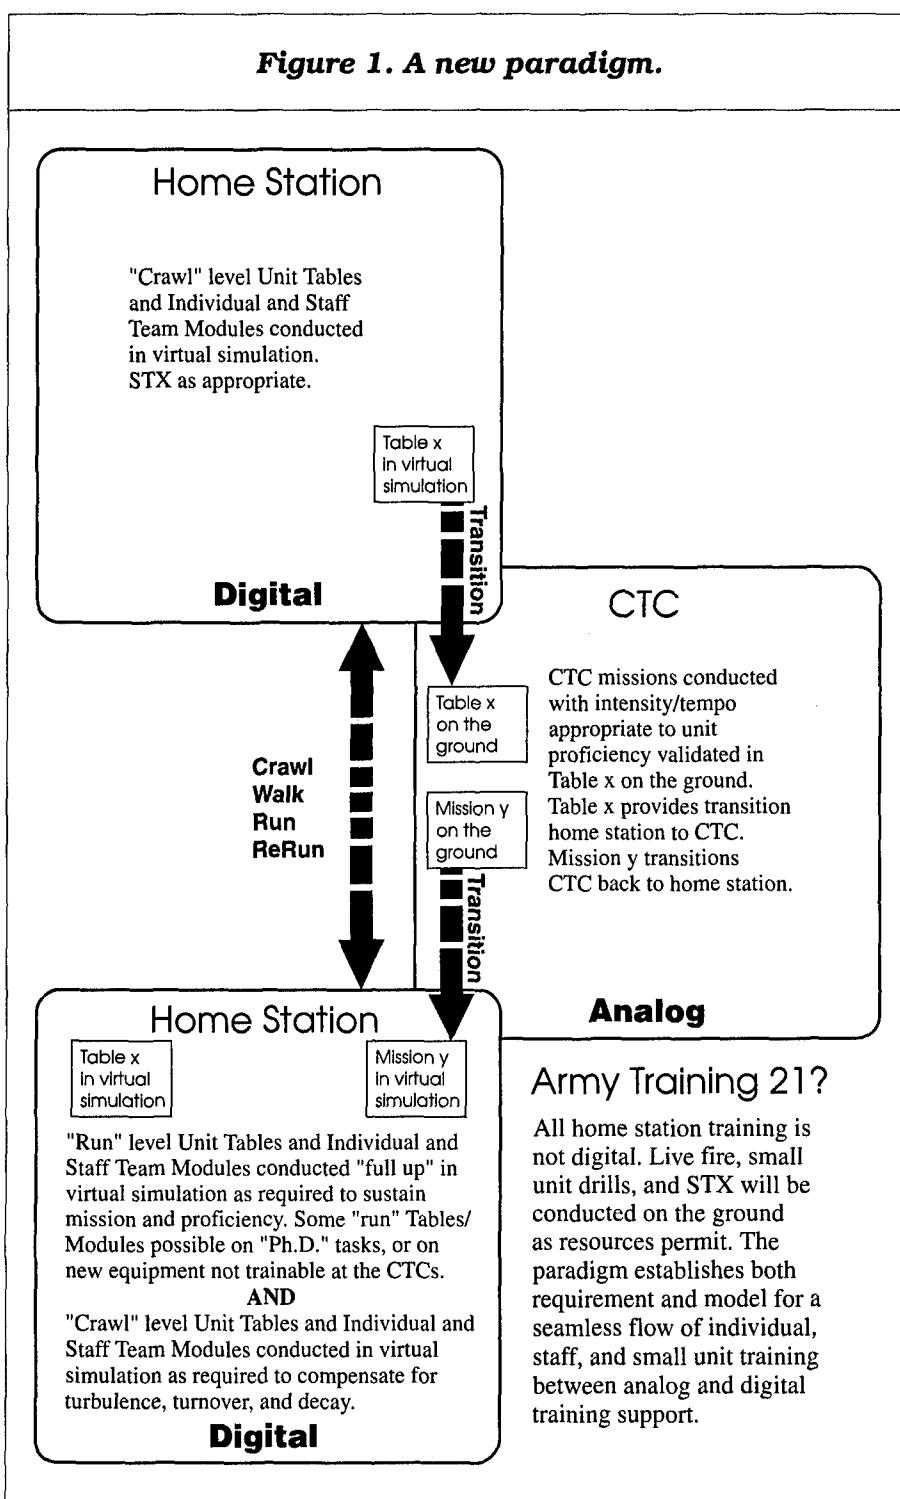 Figure 1. A new paradigm.
Home Station
"Crawl" level Unit Tables
and Individual and Staff
Team Modules conducted
in virtual simulation.
STX as appropriate.
Table x
in virtual
simulation
Transition
Digital
CTC
CTC missions conducted
with intensity/tempo
appropriate to unit
proficiency validated in
Table x on the ground.
Table x provides transition
home station to CTC.
Mission y transitions
CTC back to home station.
Table x
on the
ground
Mission y
on the
ground
Transition
Analog
Crawl
Walk
Run
ReRun
Home Station
Table x
in virtual
simulation
Mission y
in virtual
simulation
"Run" level Unit Tables and Individual and
Staff Team Modules conducted "full up" in
virtual simulation as required to sustain
mission and proficiency. Some "run" Tables/
Modules possible on "Ph.D." tasks, or on
new equipment not trainable at the CTCs.
AND
"Crawl" level Unit Tables and Individual and
Staff Team Modules conducted in virtual
simulation as required to compensate for
turbulence, turnover, and decay.
Digital
Army Training 21?
All home station training is
not digital. Live fire, small
unit drills, and STX will be
conducted on the ground
as resources permit. The
paradigm establishes both
requirement and model for a
seamless flow of individual,
staff, and small unit training
between analog and digital
training support.